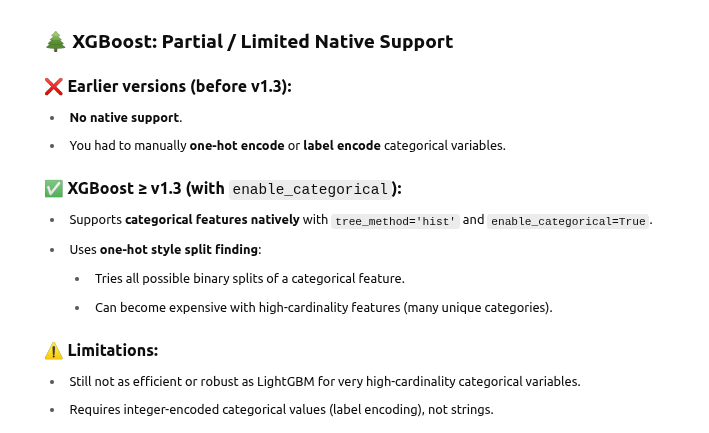 🌲 XGBoost: Partial / Limited Native Support
❌ Earlier versions (before v1.3):
• No native support.
• You had to manually one-hot encode or label encode categorical variables.
✅ XGBoost ≥ v1.3 (with enable_categorical):
• Supports categorical features natively with tree_method='hist' and enable_categorical=True.
• Uses one-hot style split finding:
• Tries all possible binary splits of a categorical feature.
• Can become expensive with high-cardinality features (many unique categories).
⚠️ Limitations:
• Still not as efficient or robust as LightGBM for very high-cardinality categorical variables.
• Requires integer-encoded categorical values (label encoding), not strings.